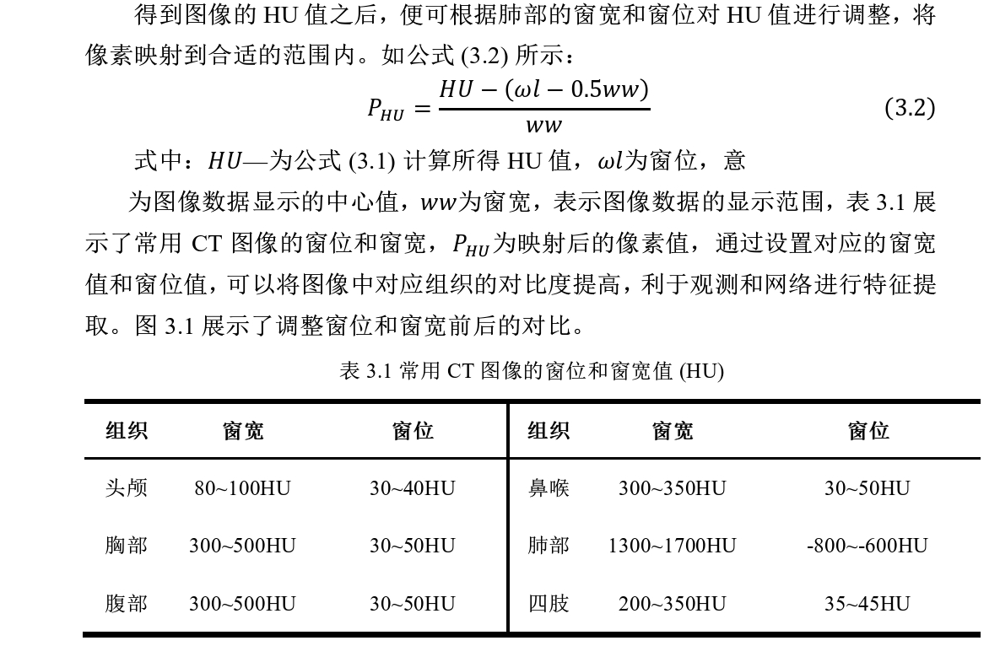 得到图像的 HU 值之后，便可根据肺部的窗宽和窗位对 HU 值进行调整，将
像素映射到合适的范围内。如公式 (3.2) 所示：
P_HU = (HU − (ωl − 0.5ww)) / ww (3.2)
式中：HU—为公式 (3.1) 计算所得 HU 值，ωl为窗位，意
为图像数据显示的中心值，ww为窗宽，表示图像数据的显示范围，表 3.1 展
示了常用 CT 图像的窗位和窗宽，P_HU为映射后的像素值，通过设置对应的窗宽
值和窗位值，可以将图像中对应组织的对比度提高，利于观测和网络进行特征提
取。图 3.1 展示了调整窗位和窗宽前后的对比。
表 3.1 常用 CT 图像的窗位和窗宽值 (HU)
组织 窗宽 窗位 组织 窗宽 窗位
头颅 80~100HU 30~40HU 鼻喉 300~350HU 30~50HU
胸部 300~500HU 30~50HU 肺部 1300~1700HU -800~-600HU
腹部 300~500HU 30~50HU 四肢 200~350HU 35~45HU